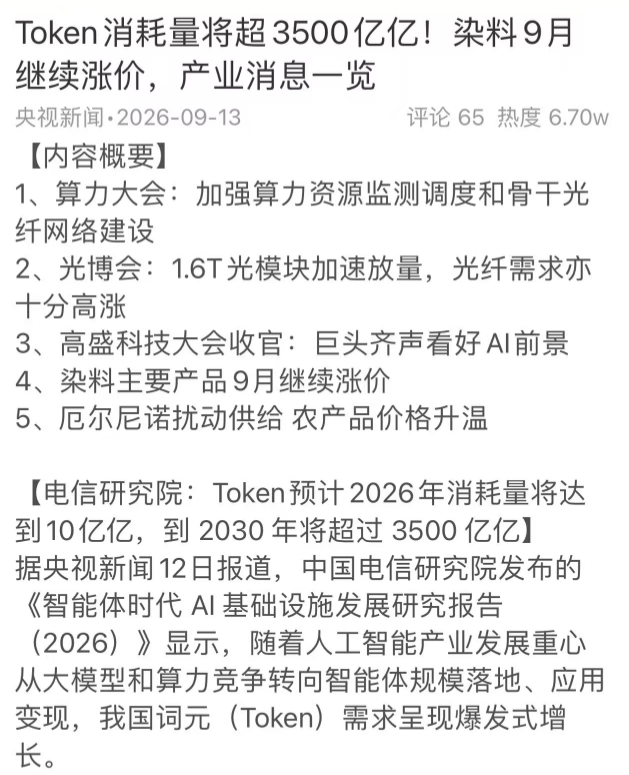 Token消耗量将超3500亿亿！染料9月
继续涨价，产业消息一览
央视新闻·2026-09-13 评论 65 热度 6.70w
【内容概要】
1、算力大会：加强算力资源监测调度和骨干光
纤网络建设
2、光博会：1.6T光模块加速放量，光纤需求亦
十分高涨
3、高盛科技大会收官：巨头齐声看好AI前景
4、染料主要产品9月继续涨价
5、厄尔尼诺扰动供给 农产品价格升温
【电信研究院：Token预计2026年消耗量将达
到10亿亿，到 2030 年将超过 3500 亿亿】
据央视新闻12日报道，中国电信研究院发布的
《智能体时代 AI 基础设施发展研究报告
（2026）》显示，随着人工智能产业发展重心
从大模型和算力竞争转向智能体规模落地、应用
变现，我国词元（Token）需求呈现爆发式增
长。